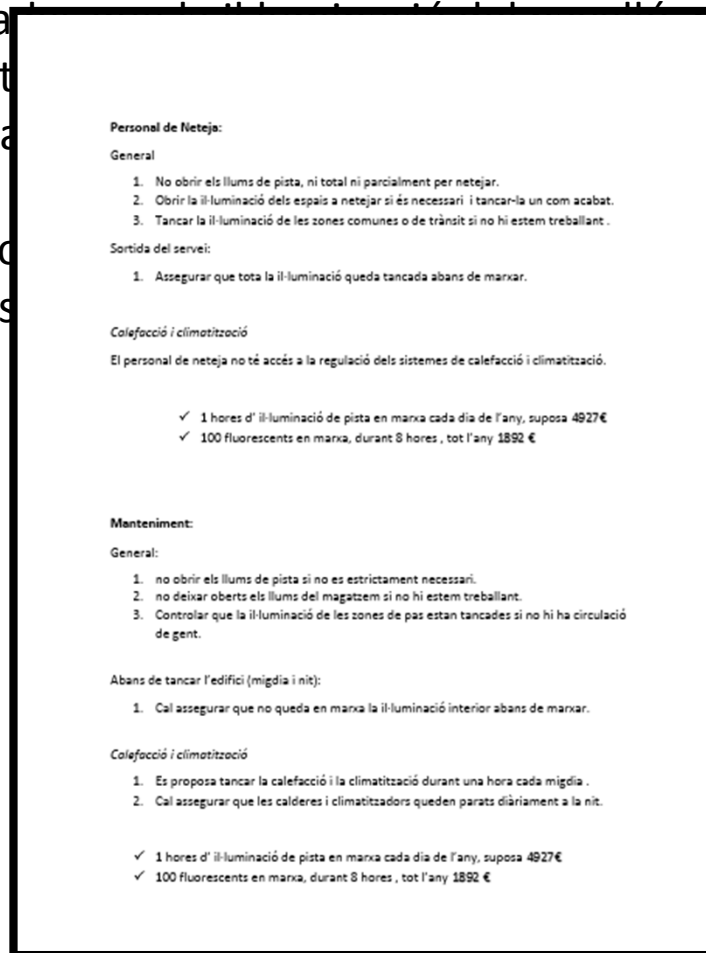 Personal de Neteja:
General
1. No obrir els llums de pista, ni total ni parcialment per netejar.
2. Obrir la il·luminació dels espais a netejar si és necessari i tancar-la un com acabat.
3. Tancar la il·luminació de les zones comunes o de trànsit si no hi estem treballant .
Sortida del servei:
1. Assegurar que tota la il·luminació queda tancada abans de marxar.
Calefacció i climatització
El personal de neteja no té accés a la regulació dels sistemes de calefacció i climatització.
✓ 1 hores d' il·luminació de pista en marxa cada dia de l'any, suposa 4927€
✓ 100 fluorescents en marxa, durant 8 hores , tot l'any 1892 €
Manteniment:
General:
1. no obrir els llums de pista si no es estrictament necessari.
2. no deixar oberts els llums del magatzem si no hi estem treballant.
3. Controlar que la il·luminació de les zones de pas estan tancades si no hi ha circulació
de gent.
Abans de tancar l'edifici (migdia i nit):
1. Cal assegurar que no queda en marxa la il·luminació interior abans de marxar.
Calefacció i climatització
1. Es proposa tancar la calefacció i la climatització durant una hora cada migdia .
2. Cal assegurar que les calderes i climatitzadors queden parats diàriament a la nit.
✓ 1 hores d' il·luminació de pista en marxa cada dia de l'any, suposa 4927€
✓ 100 fluorescents en marxa, durant 8 hores , tot l'any 1892 €